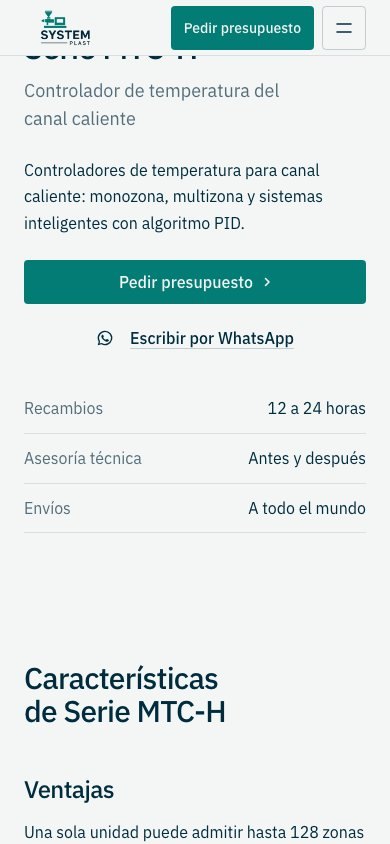 SYSTEM
PLAST
Pedir presupuesto
Serie MTC-H
Controlador de temperatura del
canal caliente
Controladores de temperatura para canal
caliente: monozona, multizona y sistemas
inteligentes con algoritmo PID.
Pedir presupuesto
Escribir por WhatsApp
Recambios 12 a 24 horas
Asesoría técnica Antes y después
Envíos A todo el mundo
Características
de Serie MTC-H
Ventajas
Una sola unidad puede admitir hasta 128 zonas